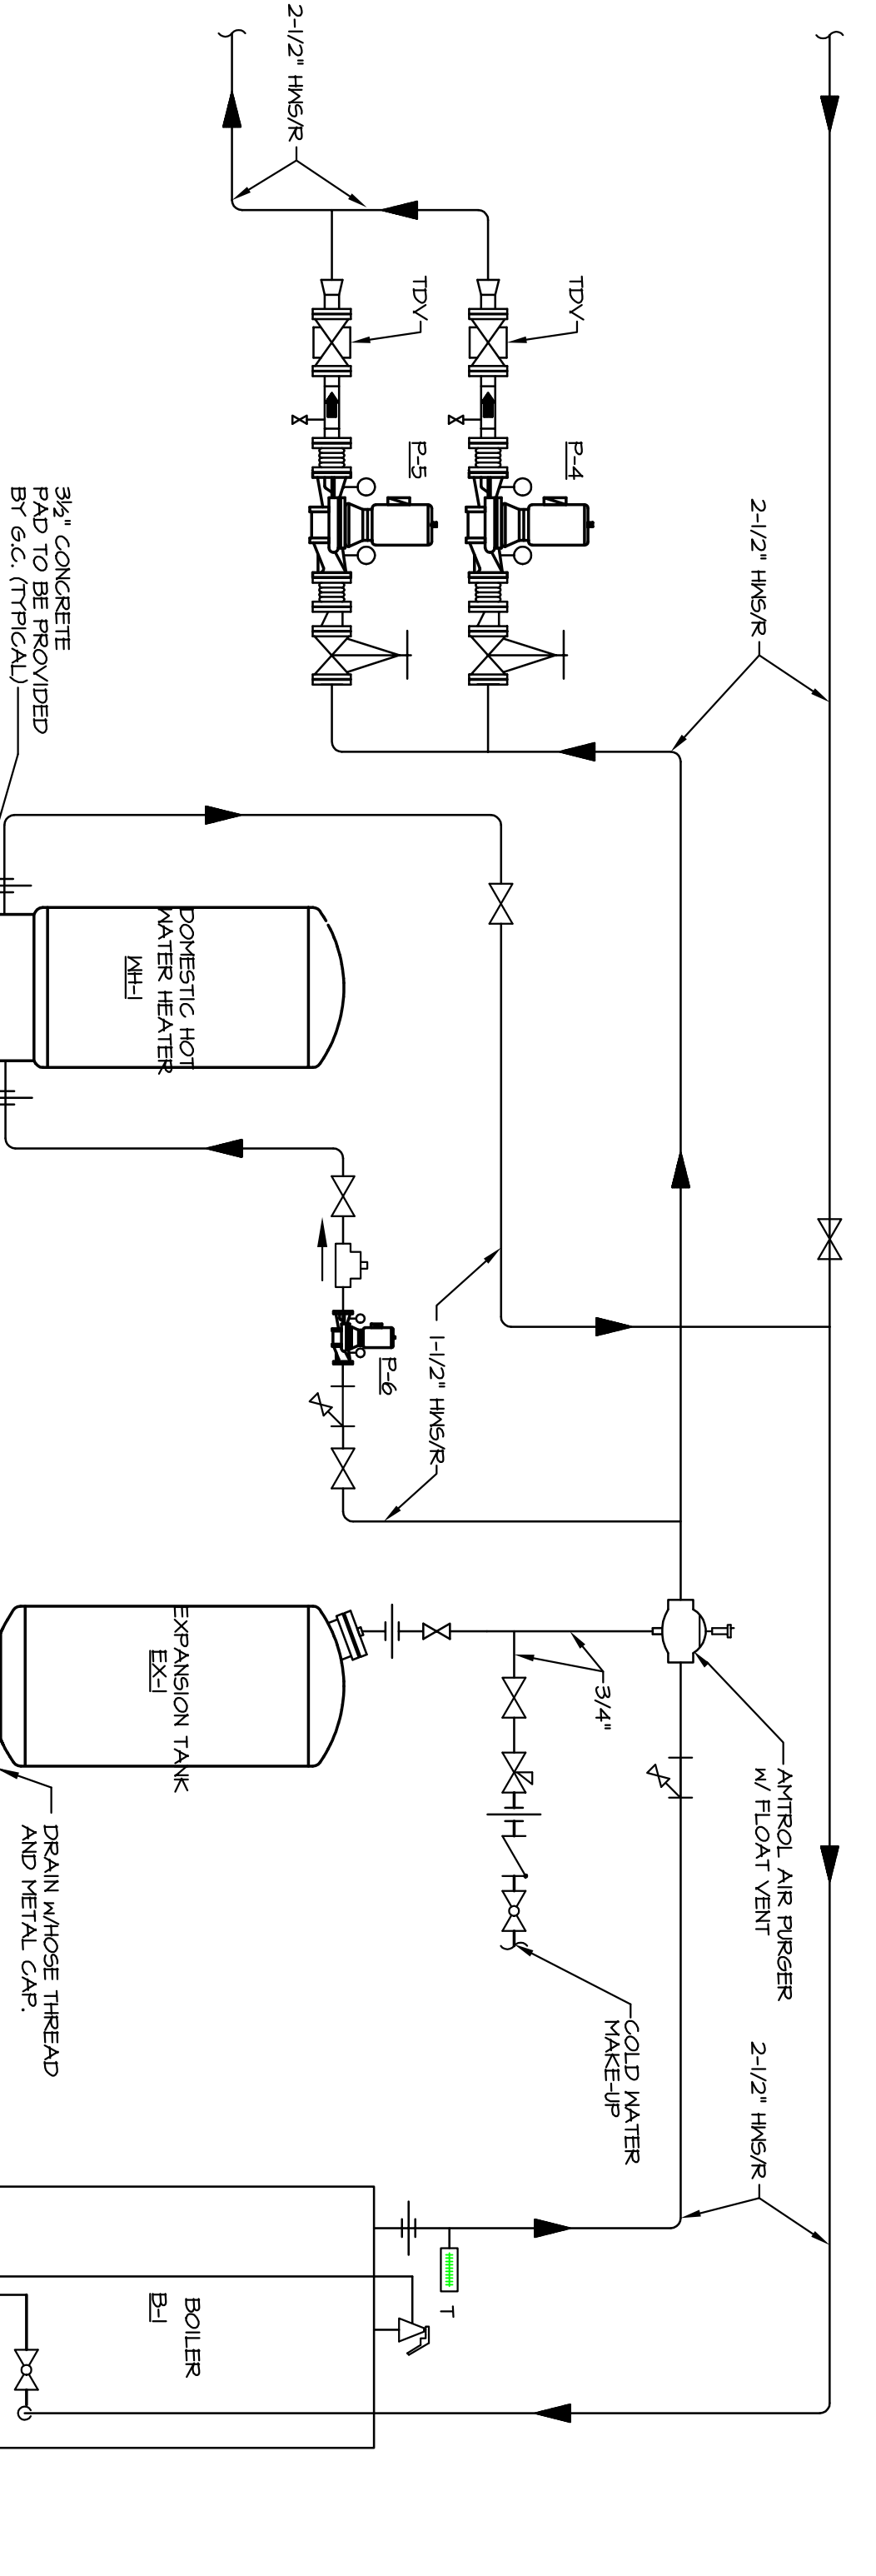 2-1/2" HWS/R
TDV
TDV
P-4
P-5
2-1/2" HWS/R
3½" CONCRETE
PAD TO BE PROVIDED
BY G.C. (TYPICAL)
DOMESTIC HOT
WATER HEATER
WH-1
P-6
1-1/2" HWS/R
3/4"
EXPANSION TANK
EX-1
AMTROL AIR PURGER
W/ FLOAT VENT
DRAIN W/HOSE THREAD
AND METAL CAP.
COLD WATER
MAKE-UP
2-1/2" HWS/R
T
BOILER
B-1